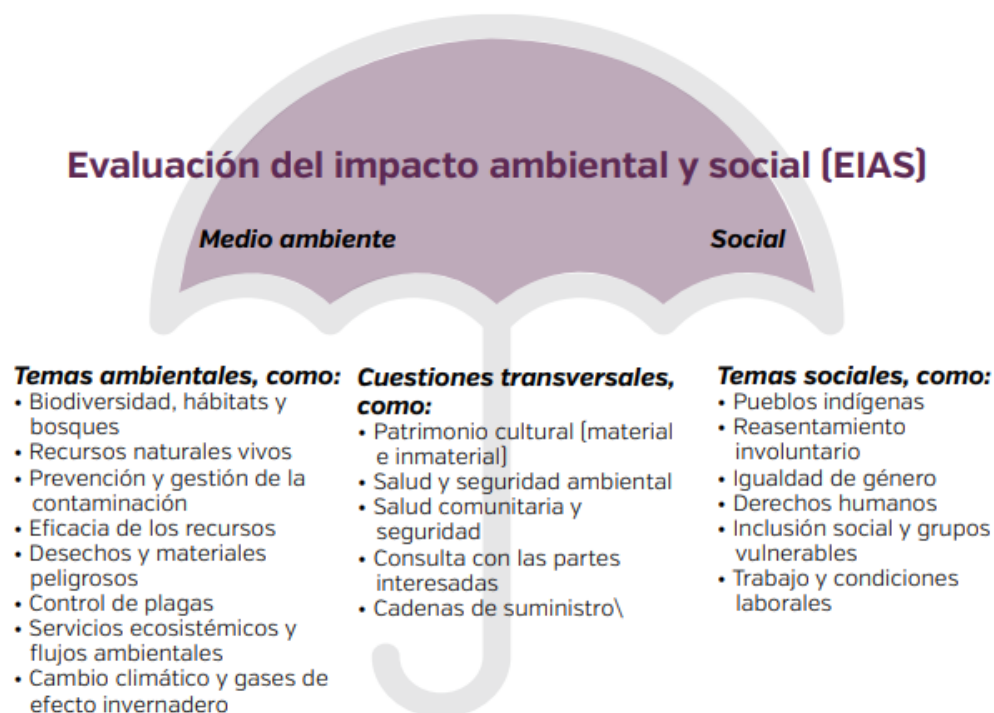 Evaluación del impacto ambiental y social (EIAS)
Medio ambiente
Social
Temas ambientales, como:
• Biodiversidad, hábitats y
bosques
• Recursos naturales vivos
• Prevención y gestión de la
contaminación
• Eficacia de los recursos
• Desechos y materiales
peligrosos
• Control de plagas
• Servicios ecosistémicos y
flujos ambientales
• Cambio climático y gases de
efecto invernadero
Cuestiones transversales,
como:
• Patrimonio cultural (material
e inmaterial)
• Salud y seguridad ambiental
• Salud comunitaria y
seguridad
• Consulta con las partes
interesadas
• Cadenas de suministro\
Temas sociales, como:
• Pueblos indígenas
• Reasentamiento
involuntario
• Igualdad de género
• Derechos humanos
• Inclusión social y grupos
vulnerables
• Trabajo y condiciones
laborales